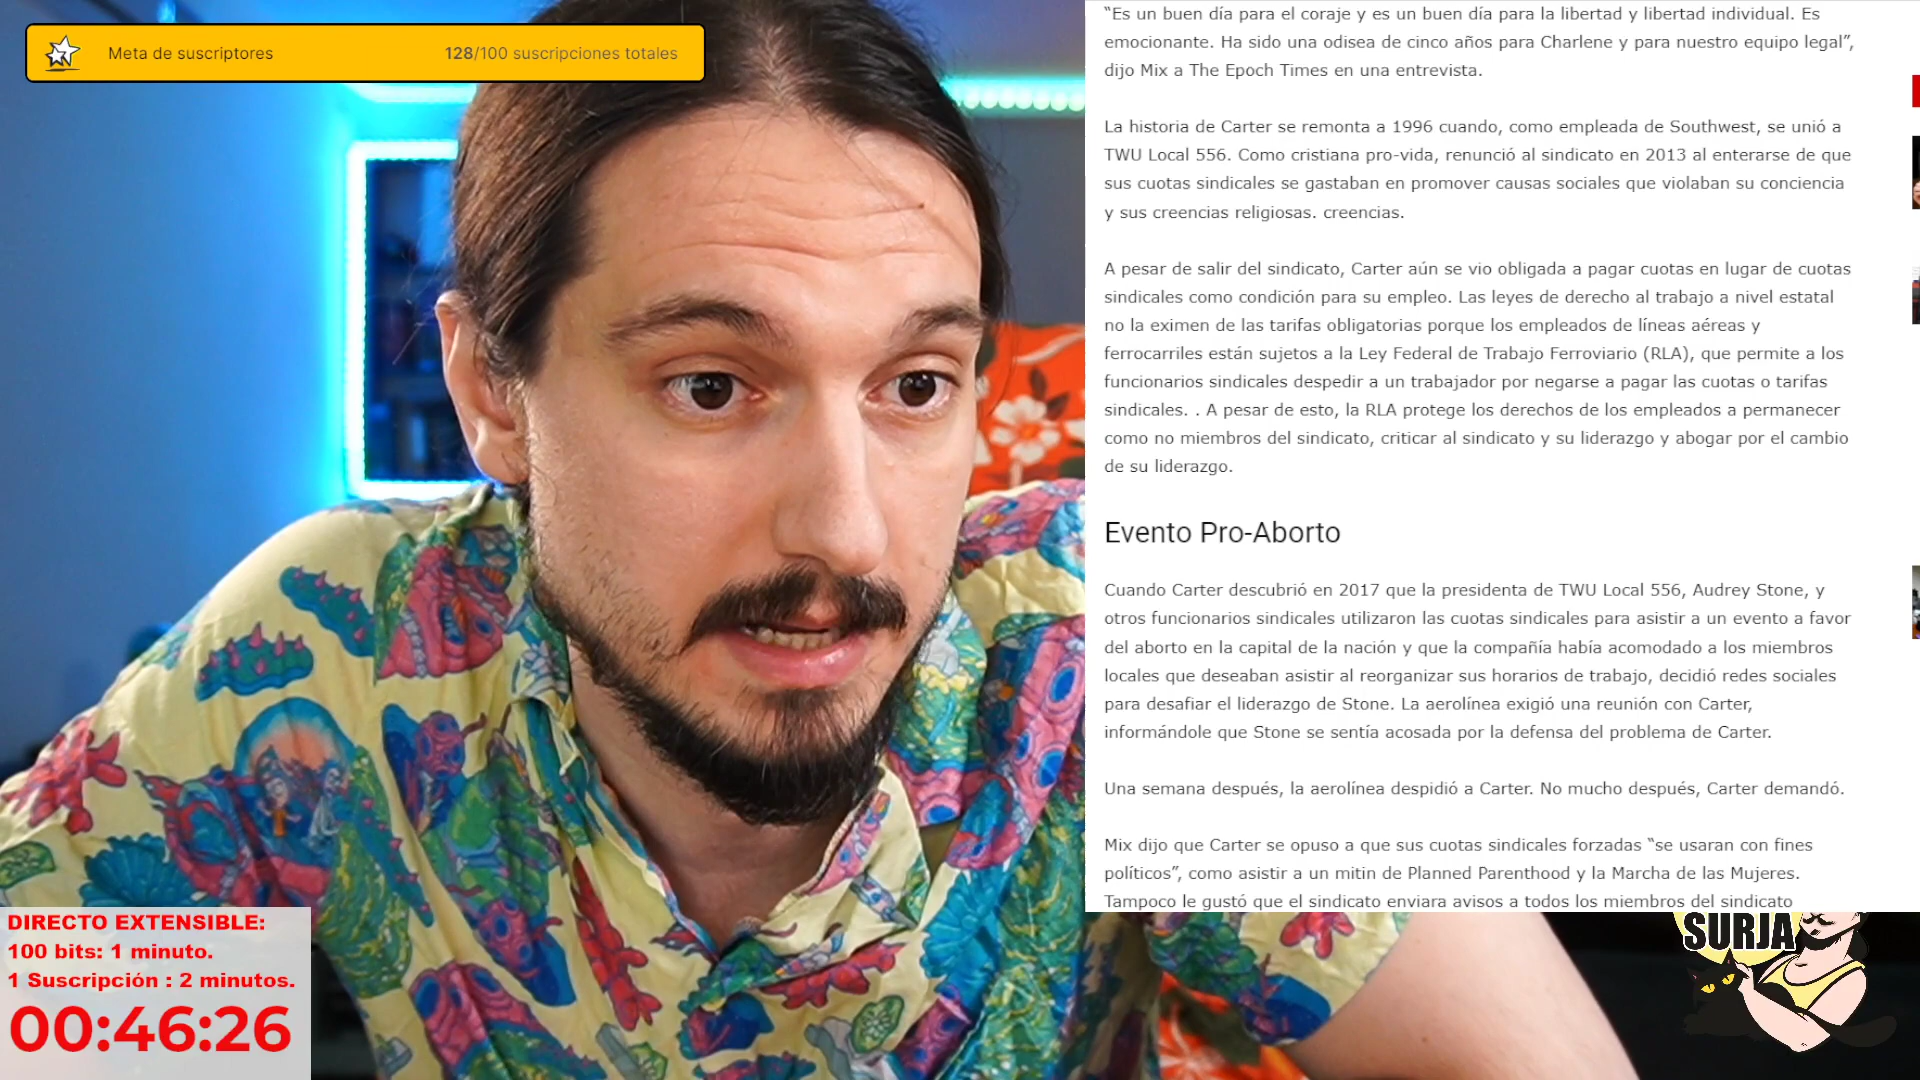 Meta de suscriptores
128/100 suscripciones totales
“Es un buen día para el coraje y es un buen día para la libertad y libertad individual. Es
emocionante. Ha sido una odisea de cinco años para Charlene y para nuestro equipo legal”,
dijo Mix a The Epoch Times en una entrevista.
La historia de Carter se remonta a 1996 cuando, como empleada de Southwest, se unió a
TWU Local 556. Como cristiana pro-vida, renunció al sindicato en 2013 al enterarse de que
sus cuotas sindicales se gastaban en promover causas sociales que violaban su conciencia
y sus creencias religiosas. creencias.
A pesar de salir del sindicato, Carter aún se vio obligada a pagar cuotas en lugar de cuotas
sindicales como condición para su empleo. Las leyes de derecho al trabajo a nivel estatal
no la eximen de las tarifas obligatorias porque los empleados de líneas aéreas y
ferrocarriles están sujetos a la Ley Federal de Trabajo Ferroviario (RLA), que permite a los
funcionarios sindicales despedir a un trabajador por negarse a pagar las cuotas o tarifas
sindicales. . A pesar de esto, la RLA protege los derechos de los empleados a permanecer
como no miembros del sindicato, criticar al sindicato y su liderazgo y abogar por el cambio
de su liderazgo.
Evento Pro-Aborto
Cuando Carter descubrió en 2017 que la presidenta de TWU Local 556, Audrey Stone, y
otros funcionarios sindicales utilizaron las cuotas sindicales para asistir a un evento a favor
del aborto en la capital de la nación y que la compañía había acomodado a los miembros
locales que deseaban asistir al reorganizar sus horarios de trabajo, decidió redes sociales
para desafiar el liderazgo de Stone. La aerolínea exigió una reunión con Carter,
informándole que Stone se sentía acosada por la defensa del problema de Carter.
Una semana después, la aerolínea despidió a Carter. No mucho después, Carter demandó.
Mix dijo que Carter se opuso a que sus cuotas sindicales forzadas “se usaran con fines
políticos”, como asistir a un mitin de Planned Parenthood y la Marcha de las Mujeres.
Tampoco le gustó que el sindicato enviara avisos a todos los miembros del sindicato
DIRECTO EXTENSIBLE:
100 bits: 1 minuto.
1 Suscripción : 2 minutos.
00:46:26
SURJA